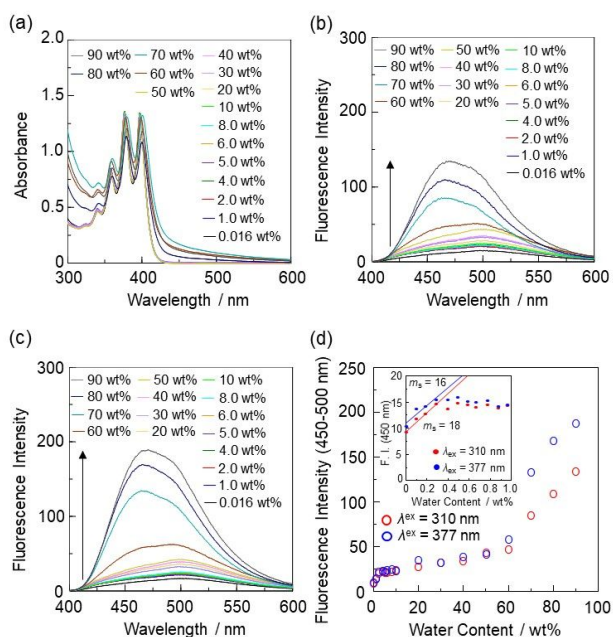 (a)
2.0
1.5
1.0
0.5
0
Absorbance
90 wt%
80 wt%
70 wt%
60 wt%
50 wt%
40 wt%
30 wt%
20 wt%
10 wt%
8.0 wt%
6.0 wt%
5.0 wt%
4.0 wt%
2.0 wt%
1.0 wt%
0.016 wt%
300 400 500 600
Wavelength / nm
(b)
300
200
100
0
Fluorescence Intensity
90 wt%
80 wt%
70 wt%
60 wt%
50 wt%
40 wt%
30 wt%
20 wt%
10 wt%
8.0 wt%
6.0 wt%
5.0 wt%
4.0 wt%
2.0 wt%
1.0 wt%
0.016 wt%
400 450 500 550 600
Wavelength / nm
(c)
300
200
100
0
Fluorescence Intensity
90 wt%
80 wt%
70 wt%
60 wt%
50 wt%
40 wt%
30 wt%
20 wt%
10 wt%
8.0 wt%
6.0 wt%
5.0 wt%
4.0 wt%
2.0 wt%
1.0 wt%
0.016 wt%
400 450 500 550 600
Wavelength / nm
(d)
250
200
150
100
50
0
Fluorescence Intensity (450-500 nm)
20
15
10
5
0
F. I. (450 nm)
mₛ = 16
mₛ = 18
λₑₓ = 310 nm
λₑₓ = 377 nm
0 0.2 0.4 0.6 0.8 1.0
Water Content / wt%
λᵉˣ = 310 nm
λᵉˣ = 377 nm
0 20 40 60 80 100
Water Content / wt%